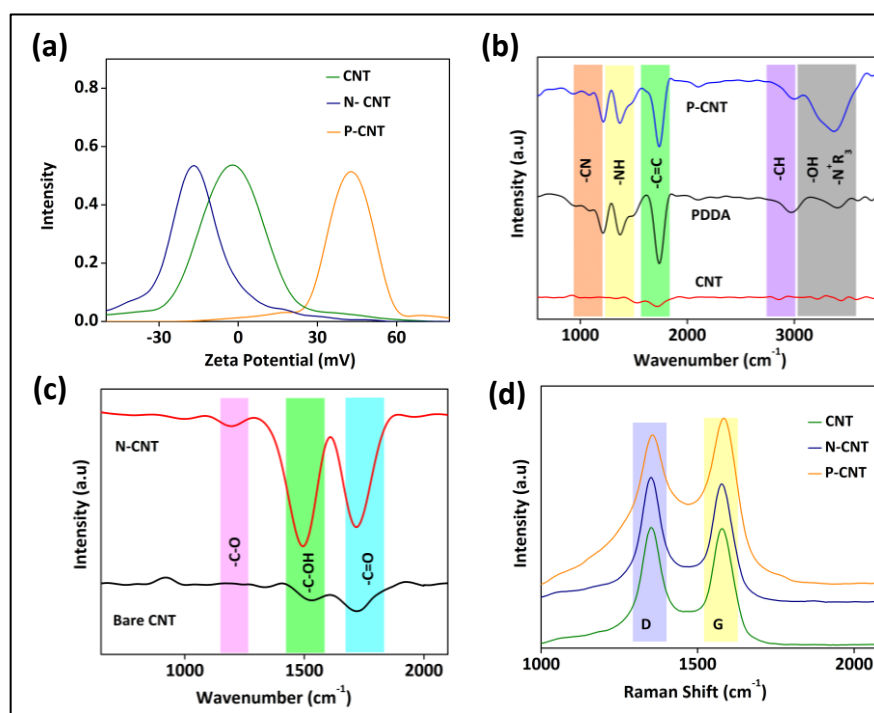 (a)
CNT
N- CNT
P-CNT
0.8
0.6
0.4
0.2
0.0
Intensity
-30
0
30
60
Zeta Potential (mV)
(b)
P-CNT
-CN
-NH
-C=C
-CH
-OH
-N⁺R₃
PDDA
CNT
Intensity (a.u)
1000
2000
3000
Wavenumber (cm⁻¹)
(c)
N-CNT
-C-O
-C-OH
-C=O
Bare CNT
Intensity (a.u)
1000
1500
2000
Wavenumber (cm⁻¹)
(d)
CNT
N-CNT
P-CNT
Intensity (a.u)
D
G
1000
1500
2000
Raman Shift (cm⁻¹)